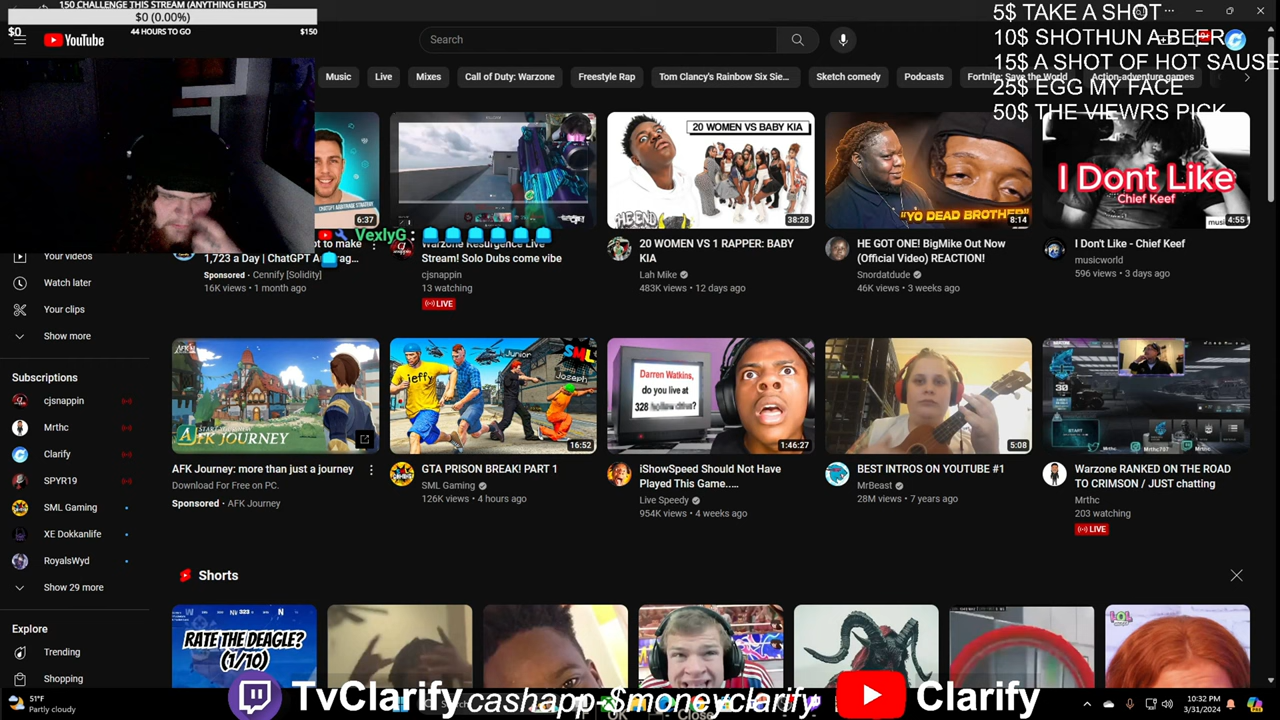 150 CHALLENGE THIS STREAM (ANYTHING HELPS)
$0 (0.00%)
$0
44 HOURS TO GO
$150
5$ TAKE A SHOT
10$ SHOTHUN A BEER
15$ A SHOT OF HOT SAUSE
25$ EGG MY FACE
50$ THE VIEWRS PICK
YouTube
Search
Music
Live
Mixes
Call of Duty: Warzone
Freestyle Rap
Tom Clancy's Rainbow Six Sie...
Sketch comedy
Podcasts
Fortnite: Save the World
Action-adventure games
6:37
20 WOMEN VS BABY KIA
38:28
"YO DEAD BROTHER"
8:14
I Dont Like
Chief Keef
4:55
VexlyG :
1,723 a Day | ChatGPT
Sponsored · Cennify [Solidity]
16K views · 1 month ago
Warzone Resurgence Live
Stream! Solo Dubs come vibe
cjsnappin
13 watching
LIVE
20 WOMEN VS 1 RAPPER: BABY
KIA
Lah Mike
483K views · 12 days ago
HE GOT ONE! BigMike Out Now
(Official Video) REACTION!
Snordatdude
46K views · 3 weeks ago
I Don't Like - Chief Keef
musicworld
596 views · 3 days ago
Your videos
Watch later
Your clips
Show more
Subscriptions
cjsnappin
Mrthc
Clarify
SPYR19
SML Gaming
XE Dokkanlife
RoyalsWyd
Show 29 more
Explore
Trending
Shopping
AFK JOURNEY
jeffy
Junior
SML
Joseph
16:52
Darren Watkins,
do you live at
328
1:46:27
5:08
START
AFK Journey: more than just a journey
Download For Free on PC.
Sponsored · AFK Journey
GTA PRISON BREAK! PART 1
SML Gaming
126K views · 4 hours ago
iShowSpeed Should Not Have
Played This Game....
Live Speedy
954K views · 4 weeks ago
BEST INTROS ON YOUTUBE #1
MrBeast
28M views · 7 years ago
Warzone RANKED ON THE ROAD
TO CRIMSON / JUST chatting
Mrthc
203 watching
LIVE
Shorts
RATE THE DEAGLE?
(1/10)
51°F
Partly cloudy
TvClarify
cashapp-$moneyclarify
Clarify
10:32 PM
3/31/2024